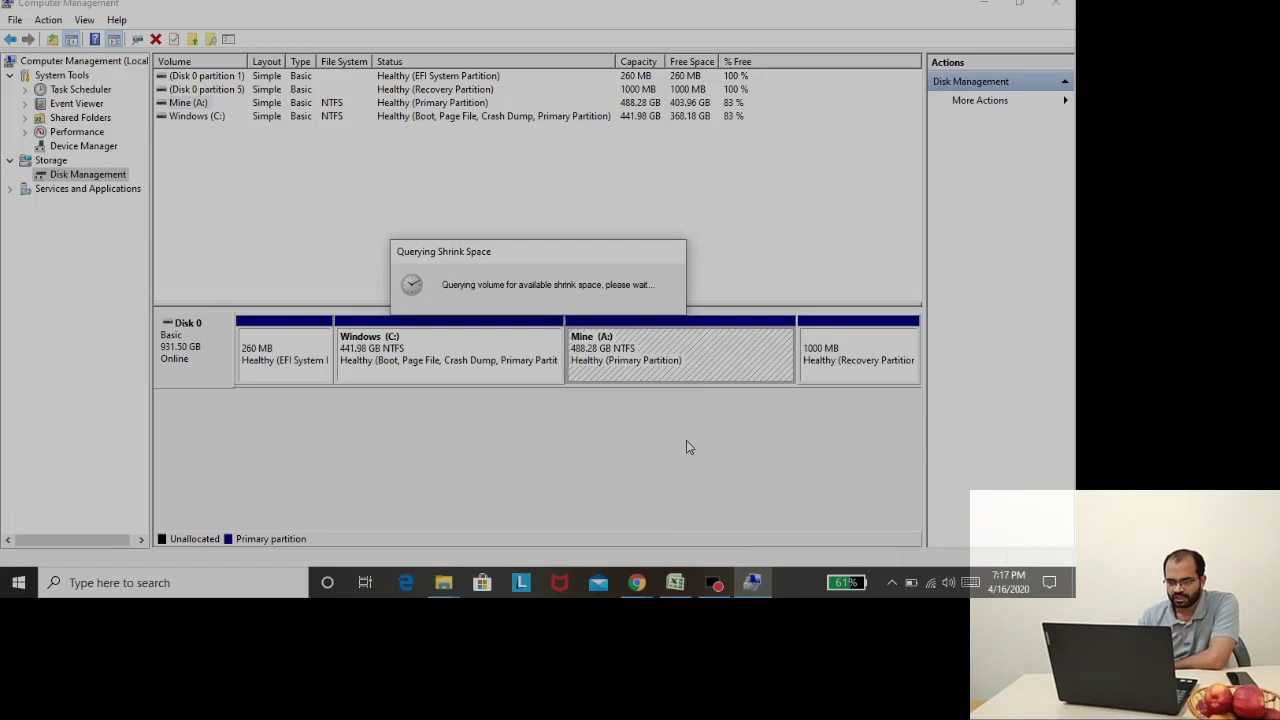 Computer Management
File Action View Help
Computer Management (Local
System Tools
Task Scheduler
Event Viewer
Shared Folders
Performance
Device Manager
Storage
Disk Management
Services and Applications
Volume Layout Type File System Status Capacity Free Space % Free
(Disk 0 partition 1) Simple Basic Healthy (EFI System Partition) 260 MB 260 MB 100 %
(Disk 0 partition 5) Simple Basic Healthy (Recovery Partition) 1000 MB 1000 MB 100 %
Mine (A:) Simple Basic NTFS Healthy (Primary Partition) 488.28 GB 403.96 GB 83 %
Windows (C:) Simple Basic NTFS Healthy (Boot, Page File, Crash Dump, Primary Partition) 441.98 GB 368.18 GB 83 %
Actions
Disk Management
More Actions
Querying Shrink Space
Querying volume for available shrink space, please wait...
Disk 0
Basic
931.50 GB
Online
260 MB
Healthy (EFI System I
Windows (C:)
441.98 GB NTFS
Healthy (Boot, Page File, Crash Dump, Primary Partit
Mine (A:)
488.28 GB NTFS
Healthy (Primary Partition)
1000 MB
Healthy (Recovery Partitior
Unallocated Primary partition
Type here to search
L
61%
7:17 PM
4/16/2020